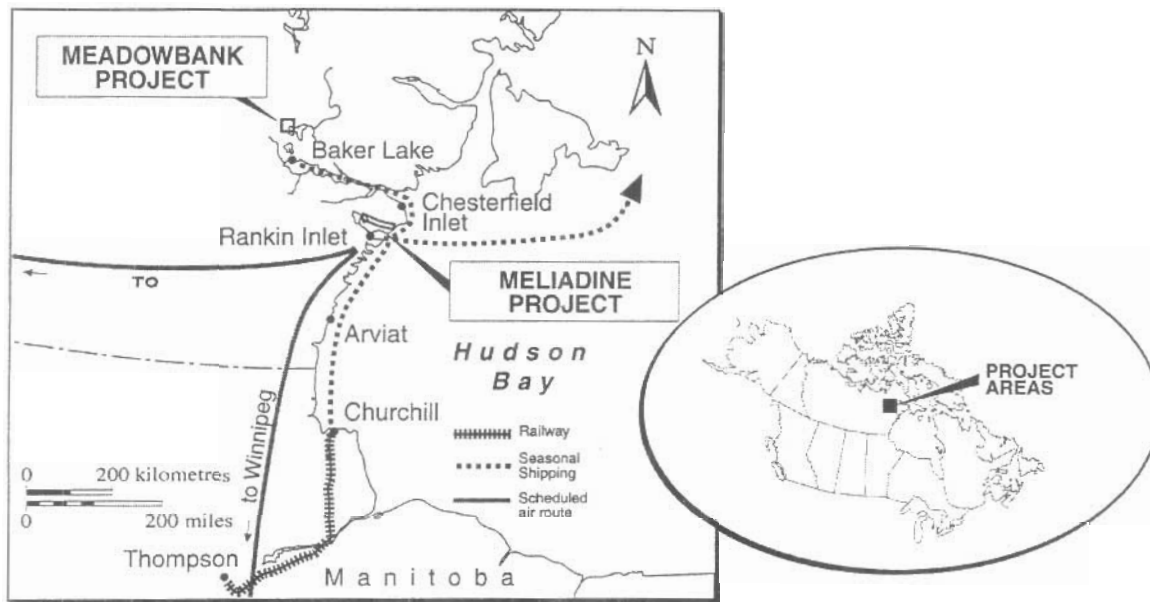 MEADOWBANK
PROJECT
N
Baker Lake
Chesterfield
Inlet
Rankin Inlet
TO
MELIADINE
PROJECT
Arviat
Hudson
Bay
Churchill
PROJECT
AREAS
Railway
Seasonal
Shipping
Scheduled
air route
0 200 kilometres
0 200 miles
to Winnipeg
Thompson
Manitoba